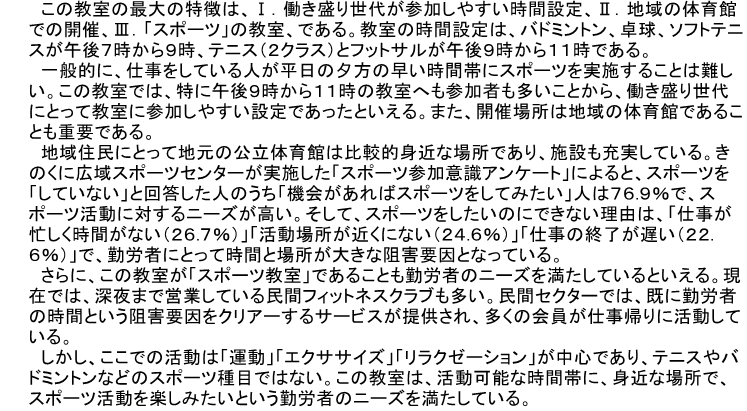 この教室の最大の特徴は、Ⅰ．働き盛り世代が参加しやすい時間設定、Ⅱ．地域の体育館
での開催、Ⅲ．「スポーツ」の教室、である。教室の時間設定は、バドミントン、卓球、ソフトテニ
スが午後７時から９時、テニス（２クラス）とフットサルが午後９時から１１時である。
一般的に、仕事をしている人が平日の夕方の早い時間帯にスポーツを実施することは難し
い。この教室では、特に午後９時から１１時の教室へも参加者も多いことから、働き盛り世代
にとって教室に参加しやすい設定であったといえる。また、開催場所は地域の体育館であるこ
とも重要である。
地域住民にとって地元の公立体育館は比較的身近な場所であり、施設も充実している。き
のくに広域スポーツセンターが実施した「スポーツ参加意識アンケート」によると、スポーツを
「していない」と回答した人のうち「機会があればスポーツをしてみたい」人は７６．９％で、ス
ポーツ活動に対するニーズが高い。そして、スポーツをしたいのにできない理由は、「仕事が
忙しく時間がない（２６．７％）」「活動場所が近くにない（２４．６％）」「仕事の終了が遅い（２２．
６％）」で、勤労者にとって時間と場所が大きな阻害要因となっている。
さらに、この教室が「スポーツ教室」であることも勤労者のニーズを満たしているといえる。現
在では、深夜まで営業している民間フィットネスクラブも多い。民間セクターでは、既に勤労者
の時間という阻害要因をクリアーするサービスが提供され、多くの会員が仕事帰りに活動して
いる。
しかし、ここでの活動は「運動」「エクササイズ」「リラクゼーション」が中心であり、テニスやバ
ドミントンなどのスポーツ種目ではない。この教室は、活動可能な時間帯に、身近な場所で、
スポーツ活動を楽しみたいという勤労者のニーズを満たしている。